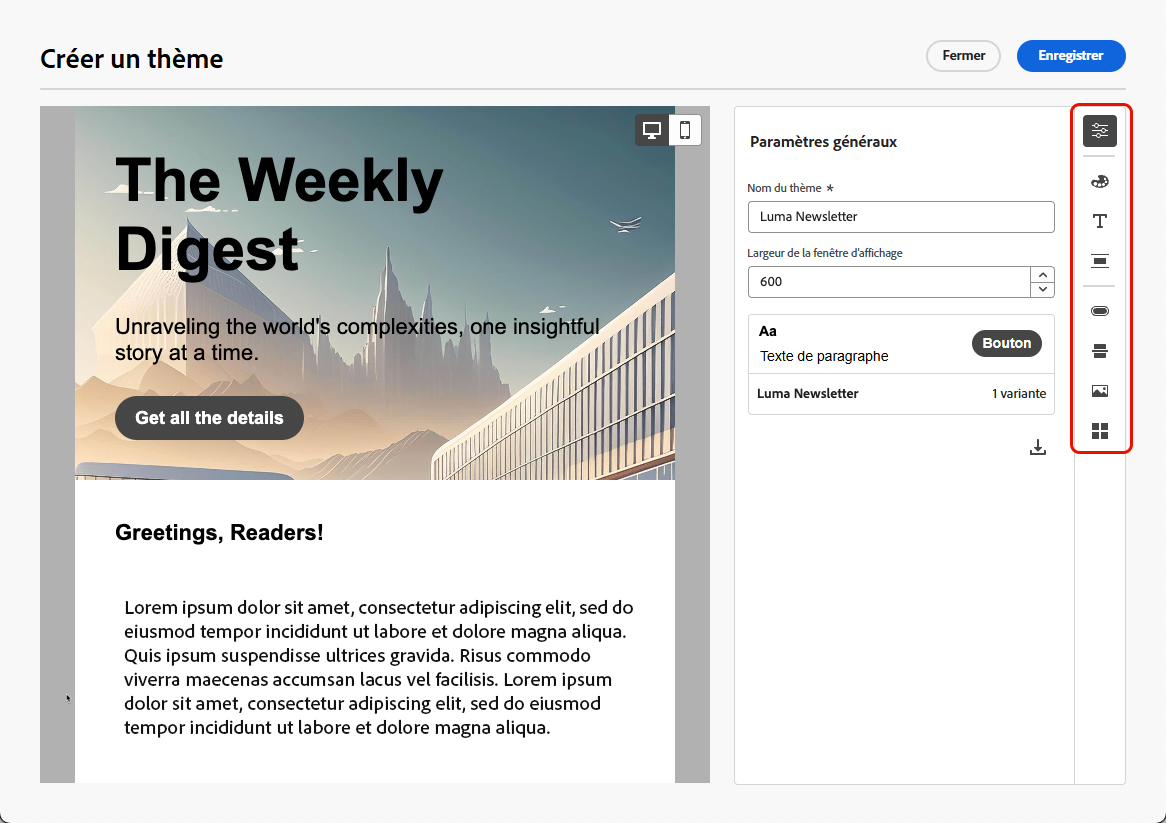 Créer un thème
Fermer
Enregistrer
The Weekly
Digest
Unraveling the world's complexities, one insightful
story at a time.
Get all the details
Greetings, Readers!
Lorem ipsum dolor sit amet, consectetur adipiscing elit, sed do
eiusmod tempor incididunt ut labore et dolore magna aliqua.
Quis ipsum suspendisse ultrices gravida. Risus commodo
viverra maecenas accumsan lacus vel facilisis. Lorem ipsum
dolor sit amet, consectetur adipiscing elit, sed do eiusmod
tempor incididunt ut labore et dolore magna aliqua.
Paramètres généraux
Nom du thème *
Luma Newsletter
Largeur de la fenêtre d'affichage
600
Aa
Texte de paragraphe
Bouton
Luma Newsletter
1 variante
T